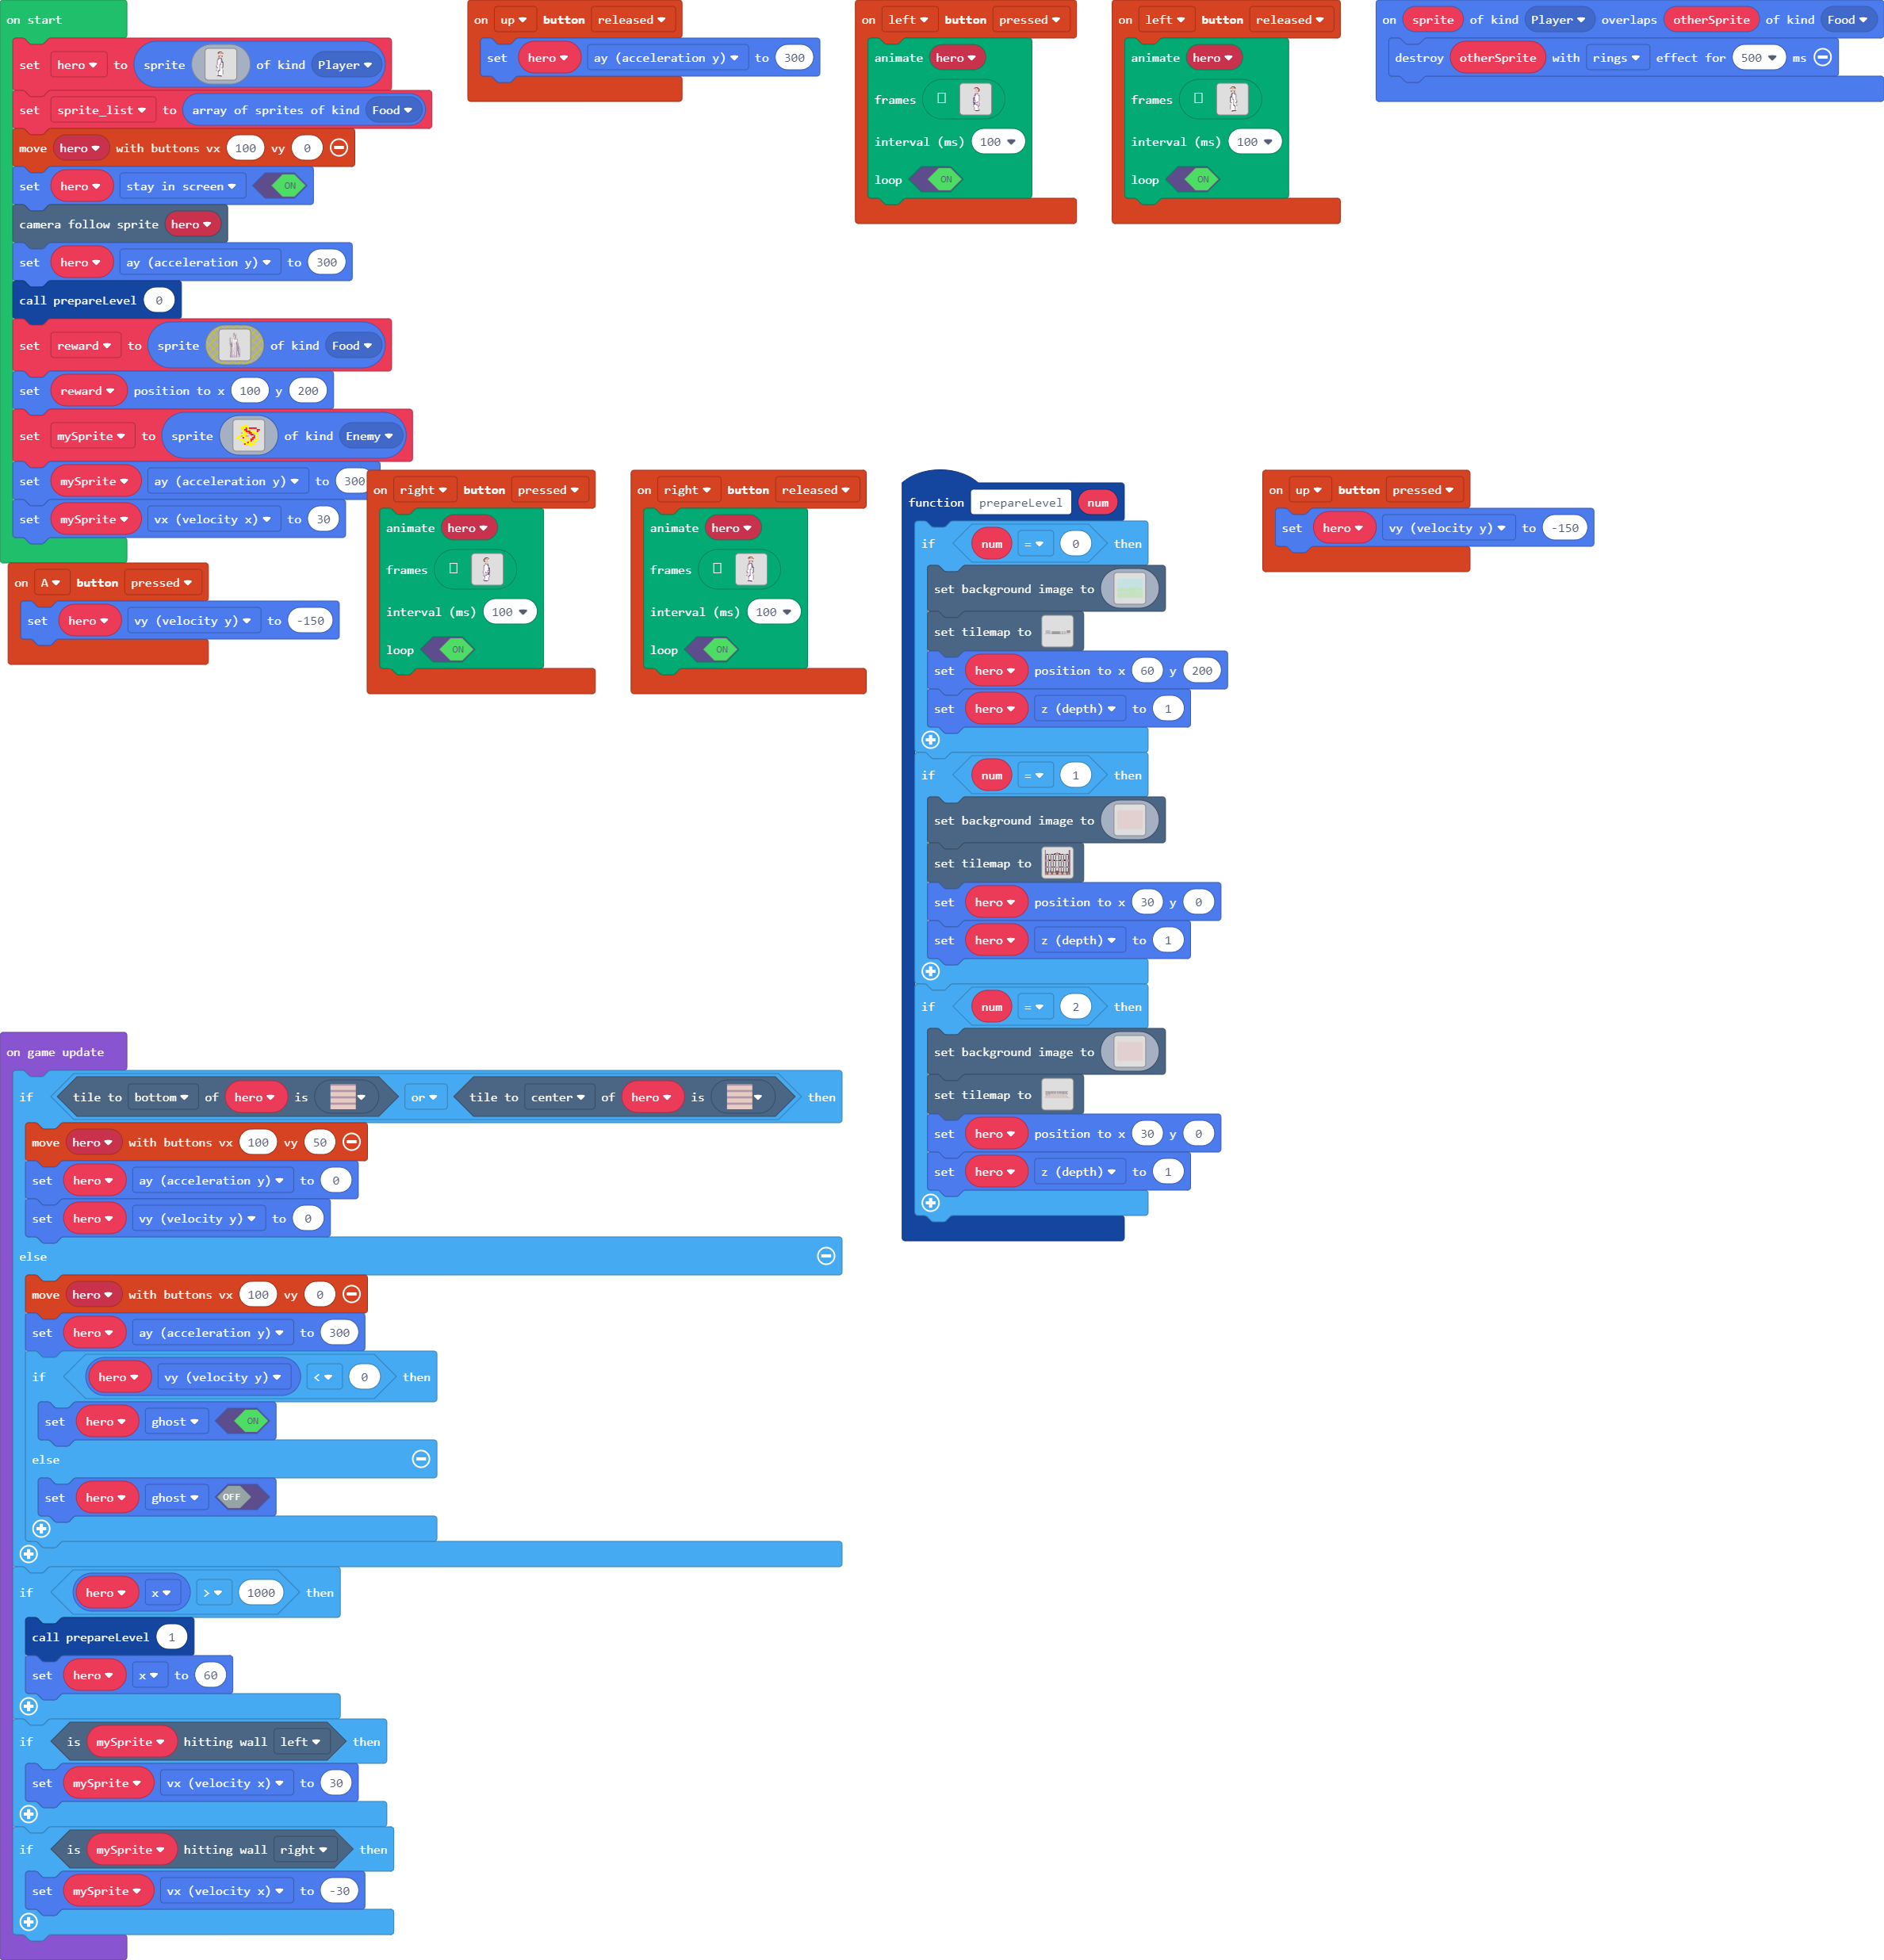 on start
set hero to sprite of kind Player
set sprite_list to array of sprites of kind Food
move hero with buttons vx 100 vy 0
set hero stay in screen ON
camera follow sprite hero
set hero ay (acceleration y) to 300
call prepareLevel 0
set reward to sprite of kind Food
set reward position to x 100 y 200
set mySprite to sprite of kind Enemy
set mySprite ay (acceleration y) to 300
set mySprite vx (velocity x) to 30
on up button released
set hero ay (acceleration y) to 300
on left button pressed
animate hero
frames
interval (ms) 100
loop ON
on left button released
animate hero
frames
interval (ms) 100
loop ON
on sprite of kind Player overlaps otherSprite of kind Food
destroy otherSprite with rings effect for 500 ms
on A button pressed
set hero vy (velocity y) to -150
on right button pressed
animate hero
frames
interval (ms) 100
loop ON
on right button released
animate hero
frames
interval (ms) 100
loop ON
function prepareLevel num
if num = 0 then
set background image to
set tilemap to
set hero position to x 60 y 200
set hero z (depth) to 1
if num = 1 then
set background image to
set tilemap to
set hero position to x 30 y 0
set hero z (depth) to 1
if num = 2 then
set background image to
set tilemap to
set hero position to x 30 y 0
set hero z (depth) to 1
on up button pressed
set hero vy (velocity y) to -150
on game update
if tile to bottom of hero is or tile to center of hero is then
move hero with buttons vx 100 vy 50
set hero ay (acceleration y) to 0
set hero vy (velocity y) to 0
else
move hero with buttons vx 100 vy 0
set hero ay (acceleration y) to 300
if hero vy (velocity y) < 0 then
set hero ghost ON
else
set hero ghost OFF
if hero x > 1000 then
call prepareLevel 1
set hero x to 60
if is mySprite hitting wall left then
set mySprite vx (velocity x) to 30
if is mySprite hitting wall right then
set mySprite vx (velocity x) to -30